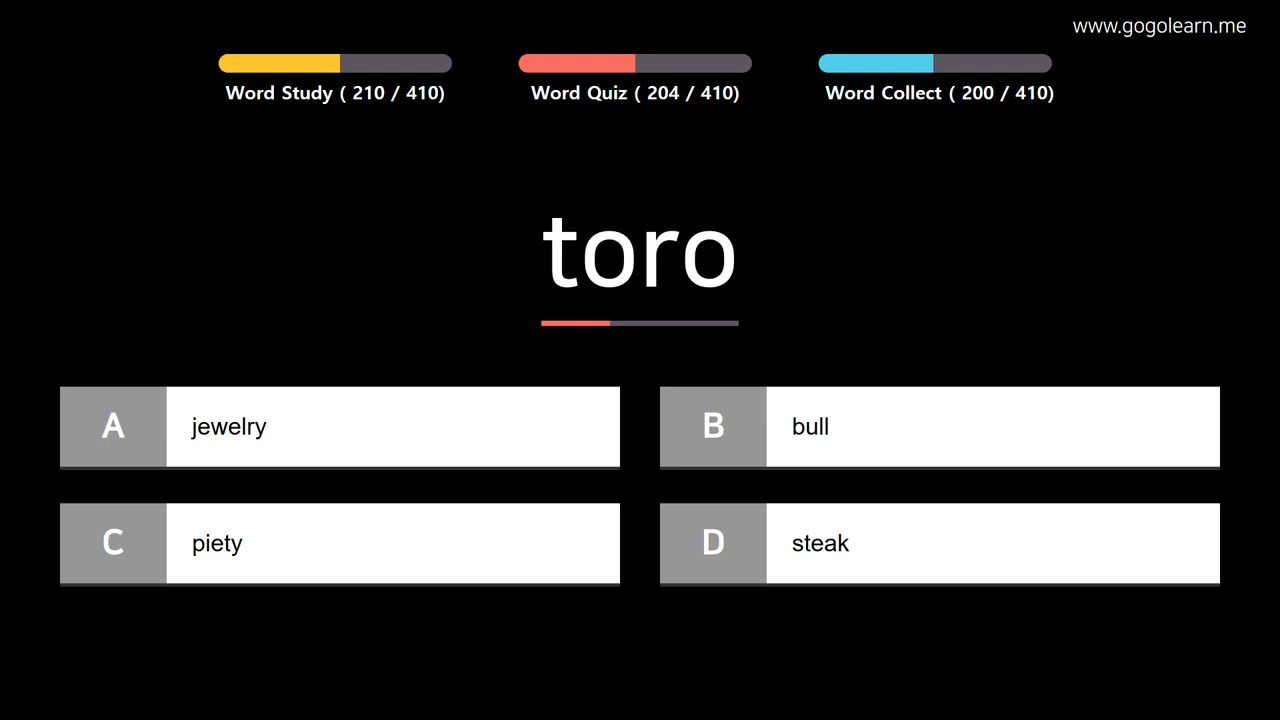 www.gogolearn.me
Word Study ( 210 / 410)
Word Quiz ( 204 / 410)
Word Collect ( 200 / 410)
toro
A jewelry
B bull
C piety
D steak